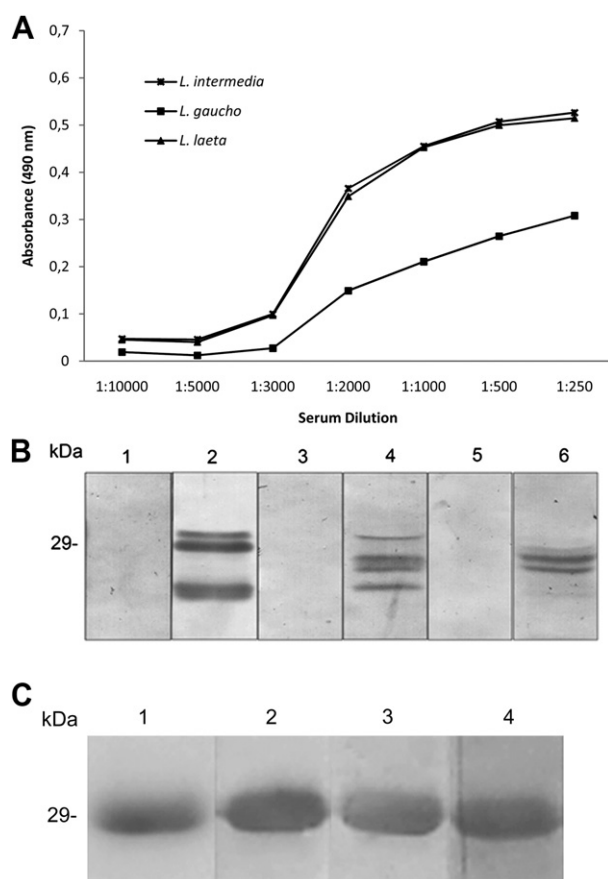 A
0,7
0,6
0,5
0,4
0,3
0,2
0,1
0
Absorbance (490 nm)
L. intermedia
L. gaucho
L. laeta
1:10000 1:5000 1:3000 1:2000 1:1000 1:500 1:250
Serum Dilution
B kDa 1 2 3 4 5 6
29-
C
kDa 1 2 3 4
29-